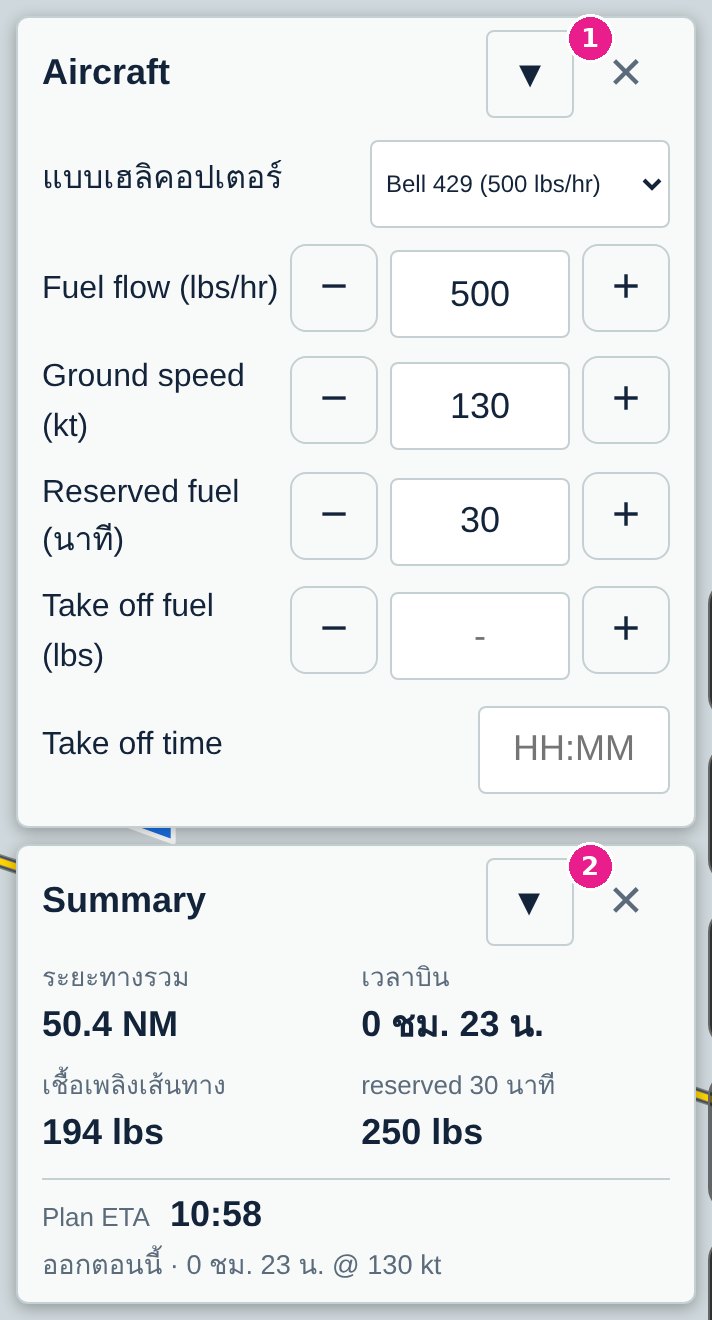 Aircraft
▼
1
✕
แบบเฮลิคอปเตอร์
Bell 429 (500 lbs/hr)
Fuel flow (lbs/hr)
−
500
+
Ground speed
(kt)
−
130
+
Reserved fuel
(นาที)
−
30
+
Take off fuel
(lbs)
−
-
+
Take off time
HH:MM
Summary
▼
2
✕
ระยะทางรวม
เวลาบิน
50.4 NM
0 ชม. 23 น.
เชื้อเพลิงเส้นทาง
reserved 30 นาที
194 lbs
250 lbs
Plan ETA 10:58
ออกตอนนี้ · 0 ชม. 23 น. @ 130 kt